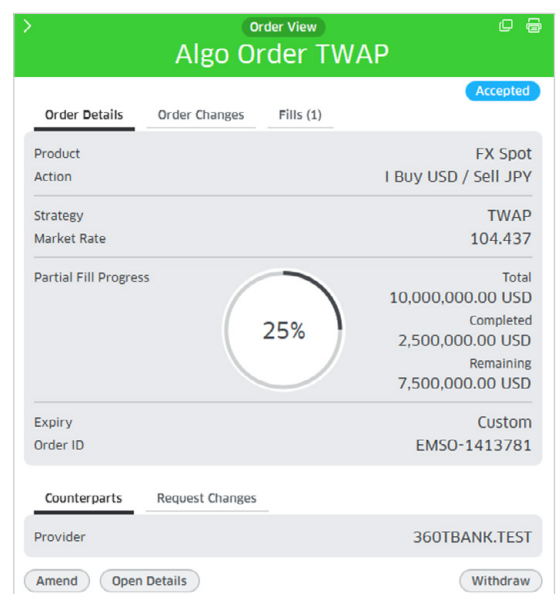 Order View
Algo Order TWAP
Accepted
Order Details Order Changes Fills (1)
Product FX Spot
Action I Buy USD / Sell JPY
Strategy TWAP
Market Rate 104.437
Partial Fill Progress Total
10,000,000.00 USD
Completed
25% 2,500,000.00 USD
Remaining
7,500,000.00 USD
Expiry Custom
Order ID EMSO-1413781
Counterparts Request Changes
Provider 360TBANK.TEST
Amend Open Details Withdraw